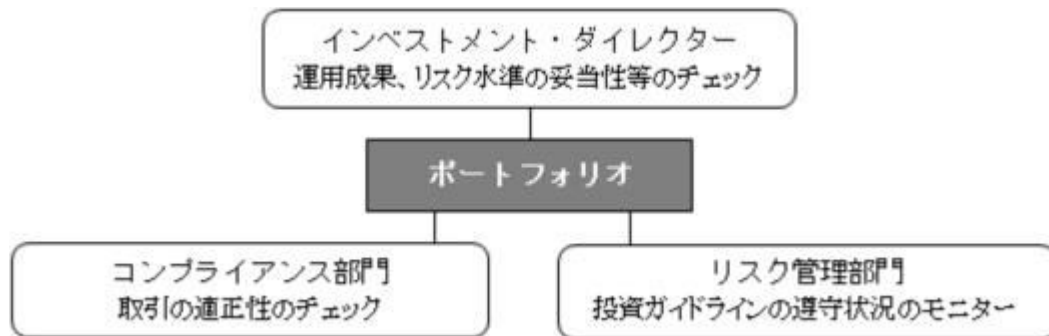 インベストメント・ダイレクター
運用成果、リスク水準の妥当性等のチェック
ポートフォリオ
コンプライアンス部門
取引の適正性のチェック
リスク管理部門
投資ガイドラインの遵守状況のモニター